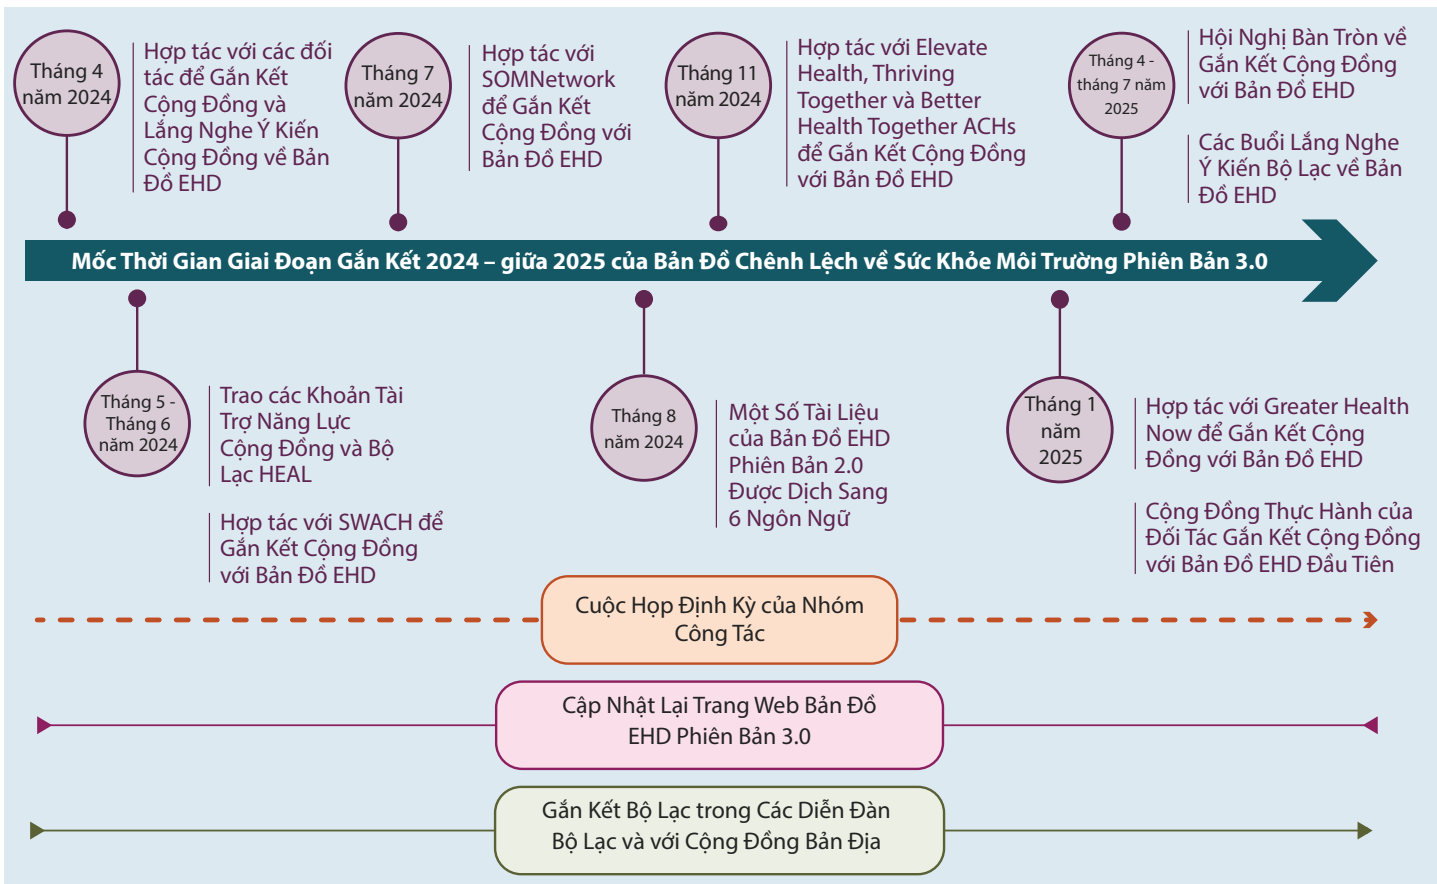 Tháng 4
năm 2024
Hợp tác với các đối
tác để Gắn Kết
Cộng Đồng và
Lắng Nghe Ý Kiến
Cộng Đồng về Bản
Đồ EHD
Tháng 7
năm 2024
Hợp tác với
SOMNetwork
để Gắn Kết
Cộng Đồng với
Bản Đồ EHD
Tháng 11
năm 2024
Hợp tác với Elevate
Health, Thriving
Together và Better
Health Together ACHs
để Gắn Kết Cộng Đồng
với Bản Đồ EHD
Tháng 4 -
tháng 7 năm
2025
Hội Nghị Bàn Tròn về
Gắn Kết Cộng Đồng
với Bản Đồ EHD
Các Buổi Lắng Nghe
Ý Kiến Bộ Lạc về Bản
Đồ EHD
Mốc Thời Gian Giai Đoạn Gắn Kết 2024 – giữa 2025 của Bản Đồ Chênh Lệch về Sức Khỏe Môi Trường Phiên Bản 3.0
Tháng 5 -
Tháng 6
năm 2024
Trao các Khoản Tài
Trợ Năng Lực
Cộng Đồng và Bộ
Lạc HEAL
Hợp tác với SWACH để
Gắn Kết Cộng Đồng
với Bản Đồ EHD
Tháng 8
năm 2024
Một Số Tài Liệu
của Bản Đồ EHD
Phiên Bản 2.0
Được Dịch Sang
6 Ngôn Ngữ
Tháng 1
năm
2025
Hợp tác với Greater Health
Now để Gắn Kết Cộng
Đồng với Bản Đồ EHD
Cộng Đồng Thực Hành của
Đối Tác Gắn Kết Cộng Đồng
với Bản Đồ EHD Đầu Tiên
Cuộc Họp Định Kỳ của Nhóm
Công Tác
Cập Nhật Lại Trang Web Bản Đồ
EHD Phiên Bản 3.0
Gắn Kết Bộ Lạc trong Các Diễn Đàn
Bộ Lạc và với Cộng Đồng Bản Địa